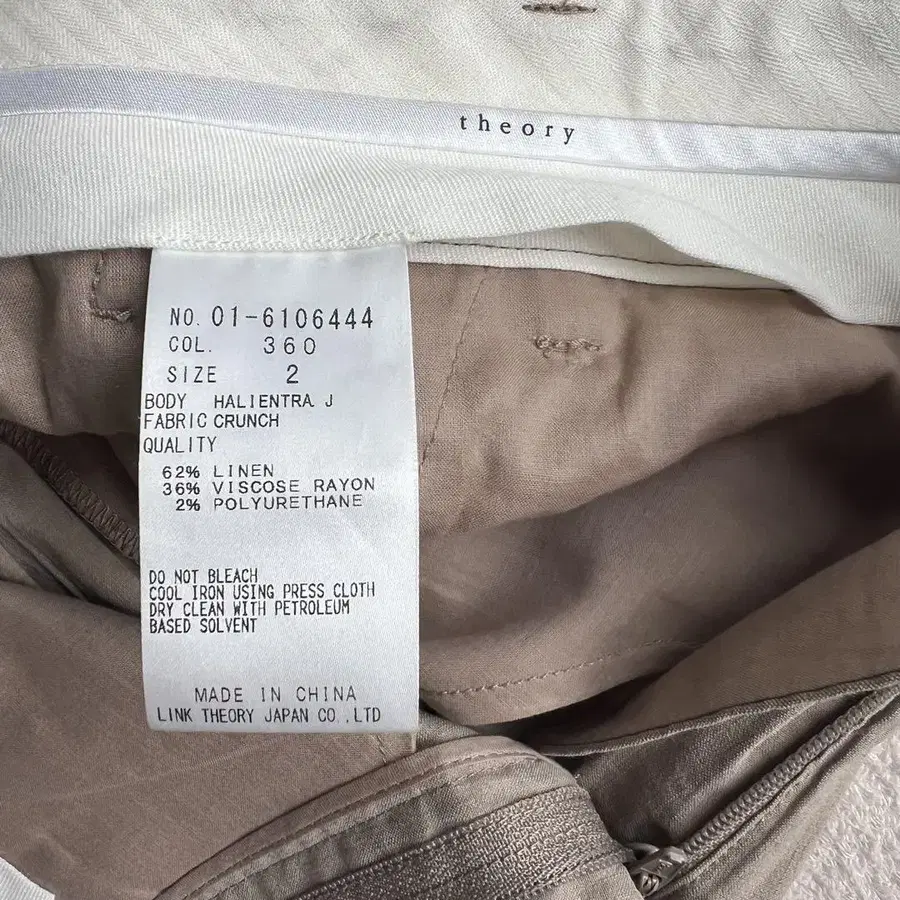 theory
NO. 01-6106444
COL. 360
SIZE 2
BODY HALIENTRA J
FABRIC CRUNCH
QUALITY
62% LINEN
36% VISCOSE RAYON
2% POLYURETHANE
DO NOT BLEACH
COOL IRON USING PRESS CLOTH
DRY CLEAN WITH PETROLEUM
BASED SOLVENT
MADE IN CHINA
LINK THEORY JAPAN CO.,LTD